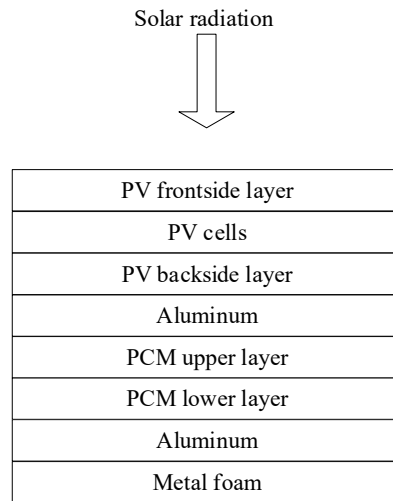 Solar radiation
PV frontside layer
PV cells
PV backside layer
Aluminum
PCM upper layer
PCM lower layer
Aluminum
Metal foam